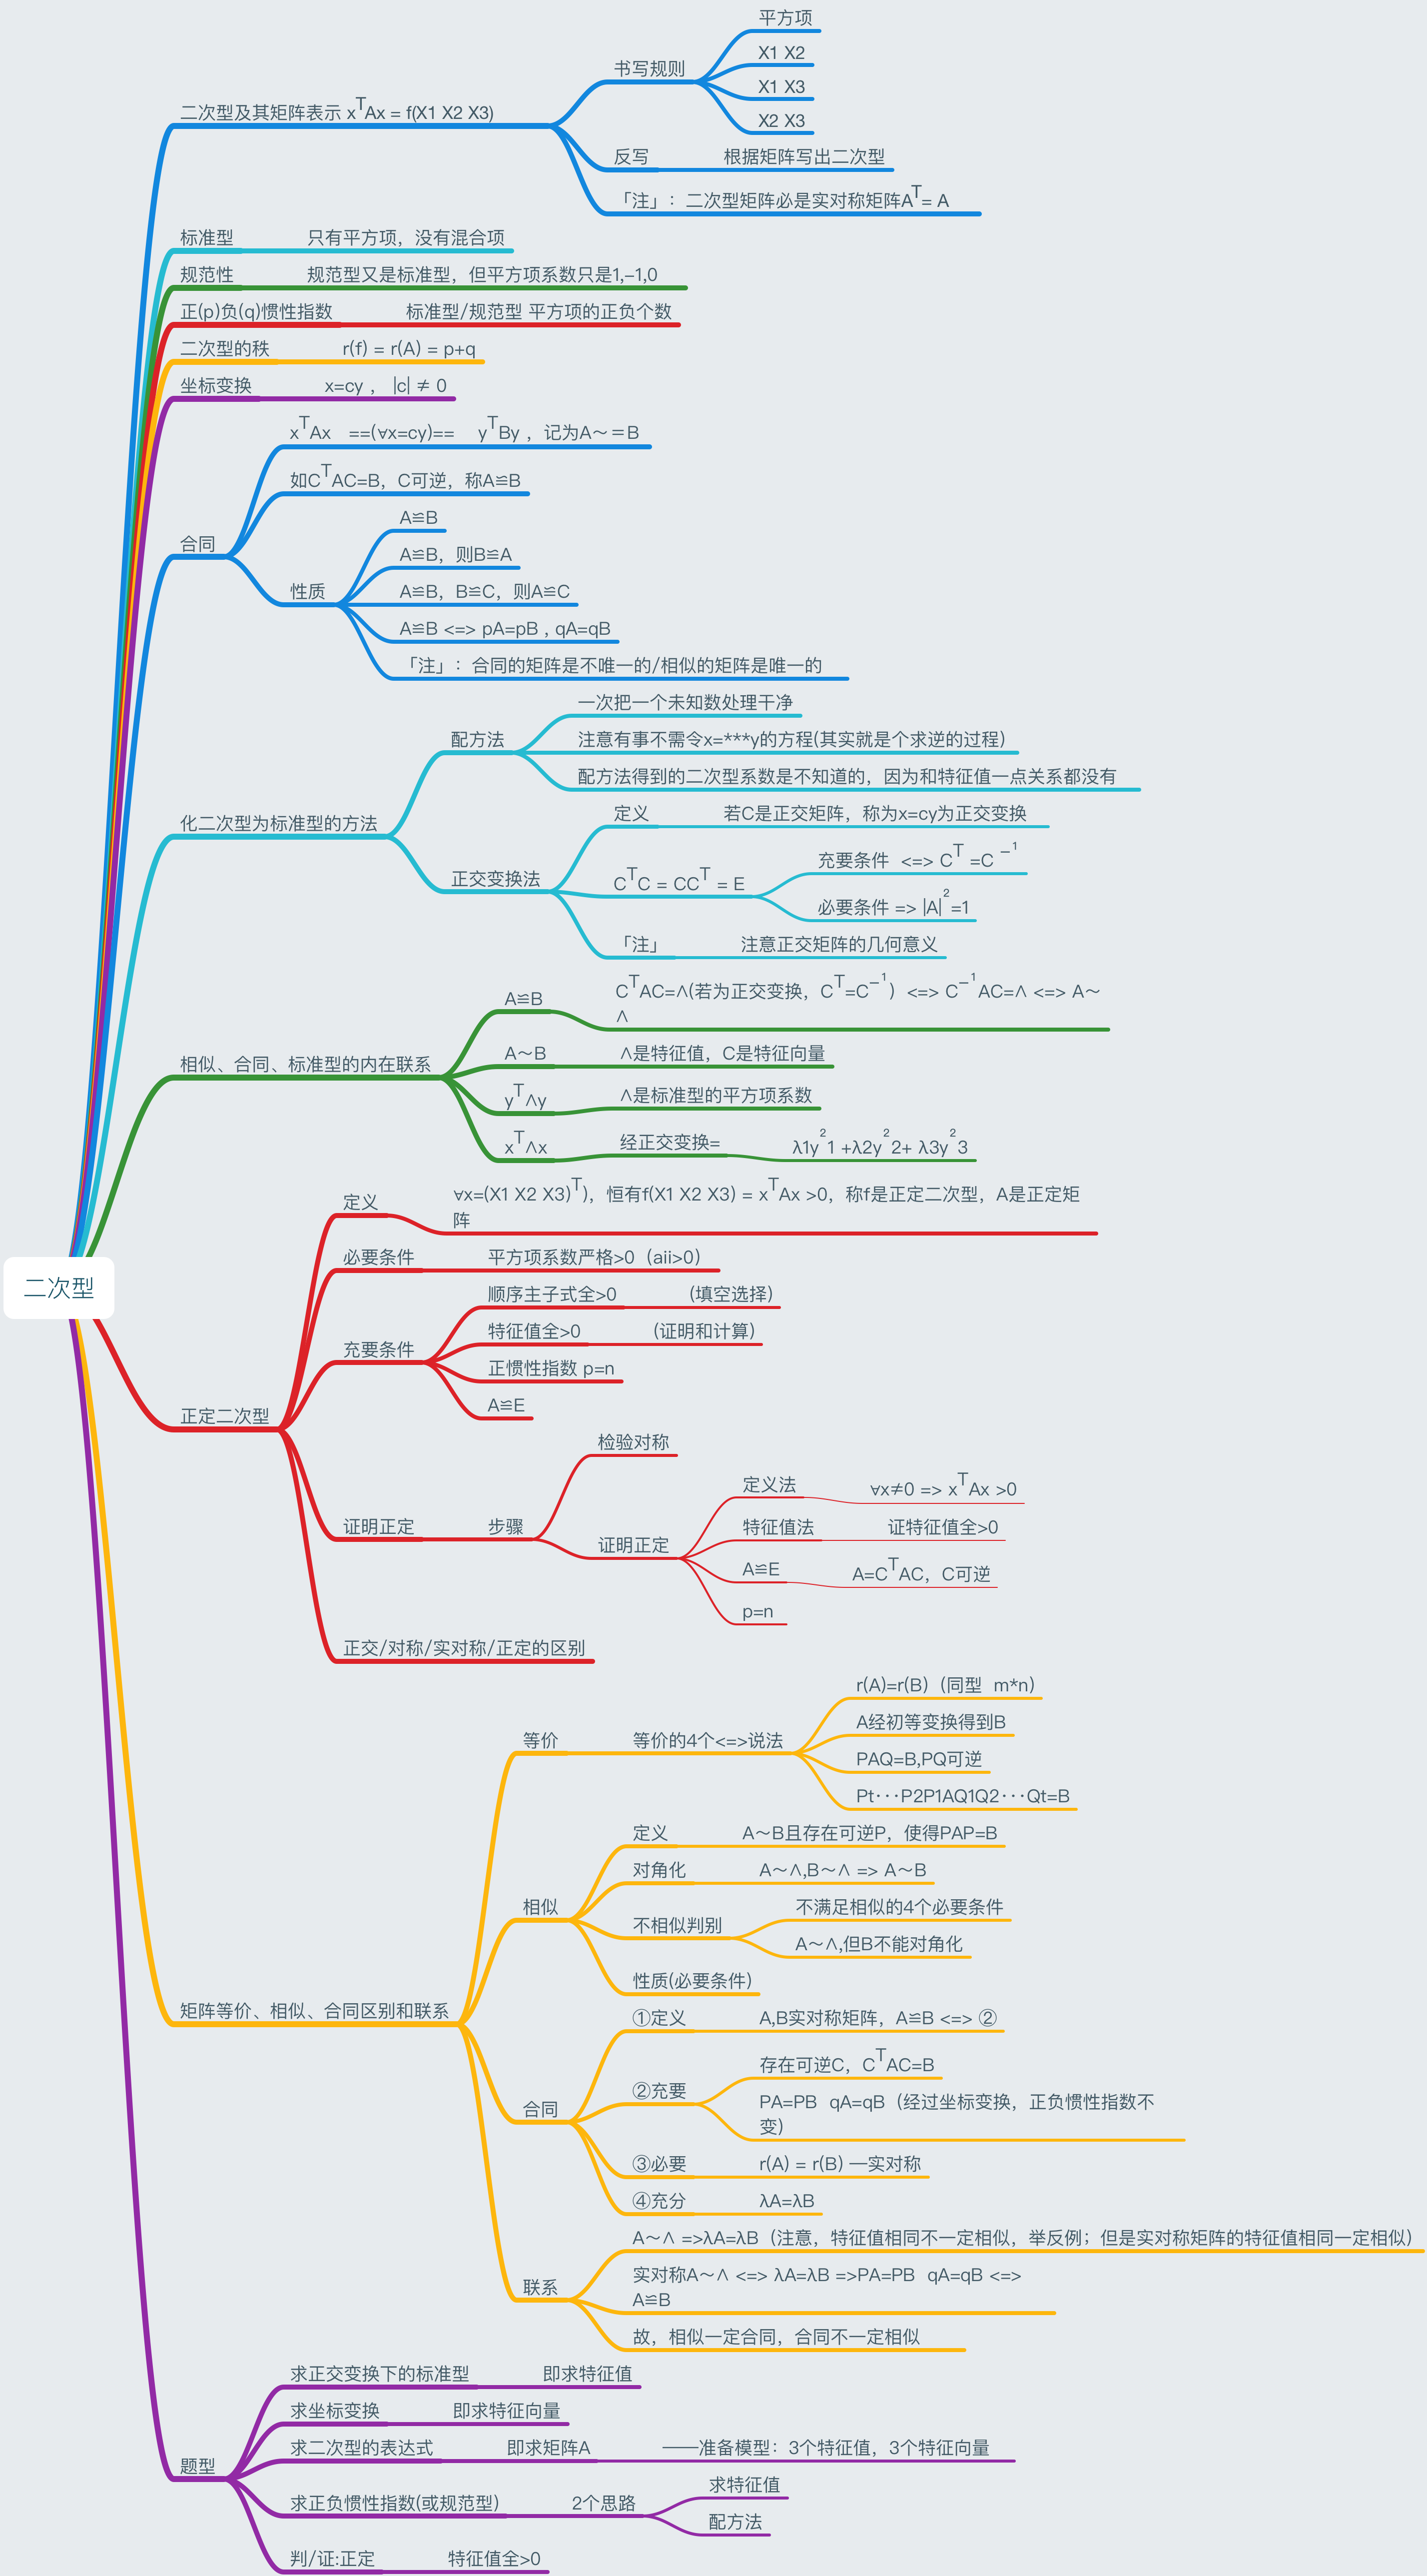 二次型
二次型及其矩阵表示 xᵀAx = f(X1 X2 X3)
书写规则
平方项
X1 X2
X1 X3
X2 X3
反写
根据矩阵写出二次型
「注」：二次型矩阵必是实对称矩阵Aᵀ= A
标准型
只有平方项，没有混合项
规范性
规范型又是标准型，但平方项系数只是1,−1,0
正(p)负(q)惯性指数
标准型/规范型 平方项的正负个数
二次型的秩
r(f) = r(A) = p+q
坐标变换
x=cy ， |c| ≠ 0
合同
xᵀAx ==(∀x=cy)== yᵀBy ，记为A～＝B
如CᵀAC=B，C可逆，称A≌B
性质
A≌B
A≌B，则B≌A
A≌B，B≌C，则A≌C
A≌B <=> pA=pB , qA=qB
「注」：合同的矩阵是不唯一的/相似的矩阵是唯一的
化二次型为标准型的方法
配方法
一次把一个未知数处理干净
注意有事不需令x=***y的方程(其实就是个求逆的过程)
配方法得到的二次型系数是不知道的，因为和特征值一点关系都没有
正交变换法
定义
若C是正交矩阵，称为x=cy为正交变换
CᵀC = CCᵀ = E
充要条件 <=> Cᵀ =C ⁻¹
必要条件 => |A|²=1
「注」
注意正交矩阵的几何意义
相似、合同、标准型的内在联系
A≌B
CᵀAC=∧(若为正交变换，Cᵀ=C⁻¹）<=> C⁻¹AC=∧ <=> A～
∧
A～B
∧是特征值，C是特征向量
yᵀ∧y
∧是标准型的平方项系数
xᵀ∧x
经正交变换=
λ1y²1 +λ2y²2+ λ3y²3
正定二次型
定义
∀x=(X1 X2 X3)ᵀ)，恒有f(X1 X2 X3) = xᵀAx >0，称f是正定二次型，A是正定矩
阵
必要条件
平方项系数严格>0（aii>0）
充要条件
顺序主子式全>0
(填空选择)
特征值全>0
(证明和计算)
正惯性指数 p=n
A≌E
证明正定
步骤
检验对称
证明正定
定义法
∀x≠0 => xᵀAx >0
特征值法
证特征值全>0
A≌E
A=CᵀAC，C可逆
p=n
正交/对称/实对称/正定的区别
矩阵等价、相似、合同区别和联系
等价
等价的4个<=>说法
r(A)=r(B)（同型 m*n）
A经初等变换得到B
PAQ=B,PQ可逆
Pt···P2P1AQ1Q2···Qt=B
相似
定义
A～B且存在可逆P，使得PAP=B
对角化
A～∧,B～∧ => A～B
不相似判别
不满足相似的4个必要条件
A～∧,但B不能对角化
性质(必要条件)
合同
①定义
A,B实对称矩阵，A≌B <=> ②
②充要
存在可逆C，CᵀAC=B
PA=PB qA=qB（经过坐标变换，正负惯性指数不
变)
③必要
r(A) = r(B) —实对称
④充分
λA=λB
联系
A～∧ =>λA=λB（注意，特征值相同不一定相似，举反例；但是实对称矩阵的特征值相同一定相似）
实对称A～∧ <=> λA=λB =>PA=PB qA=qB <=>
A≌B
故，相似一定合同，合同不一定相似
题型
求正交变换下的标准型
即求特征值
求坐标变换
即求特征向量
求二次型的表达式
即求矩阵A
——准备模型：3个特征值，3个特征向量
求正负惯性指数(或规范型)
2个思路
求特征值
配方法
判/证:正定
特征值全>0